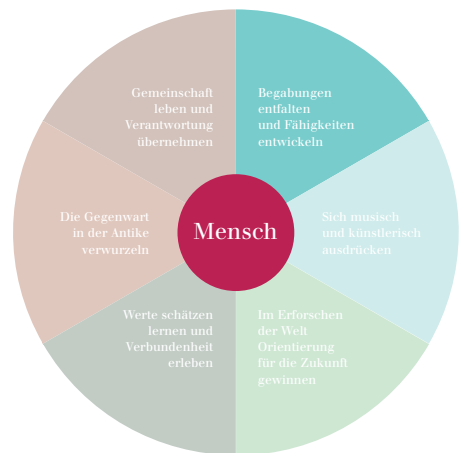 Gemeinschaft
leben und
Verantwortung
übernehmen
Begabungen
entfalten
und Fähigkeiten
entwickeln
Die Gegenwart
in der Antike
verwurzeln
Mensch
Sich musisch
und künstlerisch
ausdrücken
Werte schätzen
lernen und
Verbundenheit
erleben
Im Erforschen
der Welt
Orientierung
für die Zukunft
gewinnen